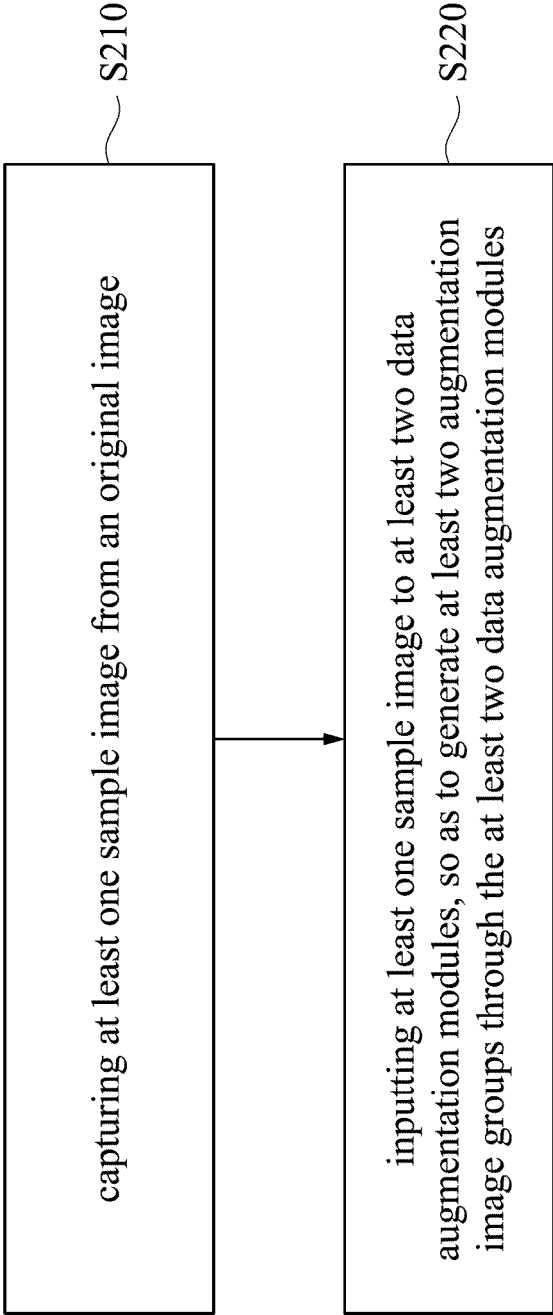 capturing at least one sample image from an original image
S210
inputting at least one sample image to at least two data
augmentation modules, so as to generate at least two augmentation
image groups through the at least two data augmentation modules
S220